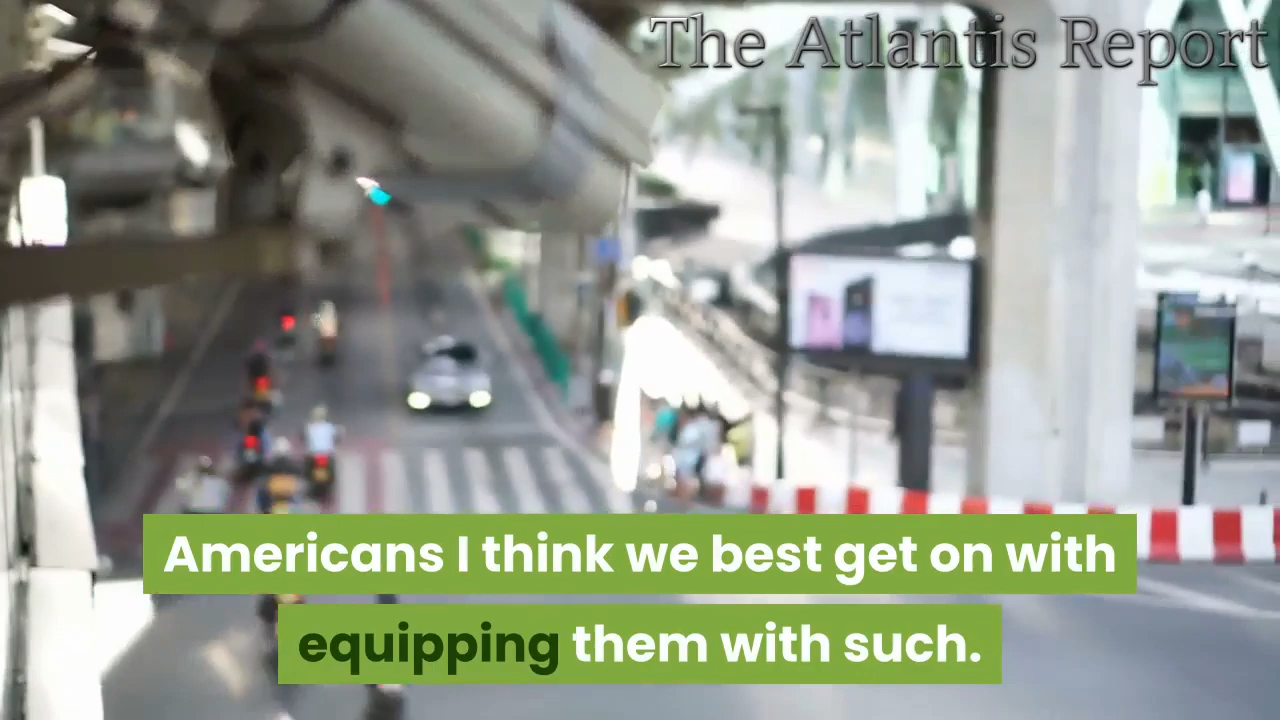 The Atlantis Report
Americans I think we best get on with
equipping them with such.